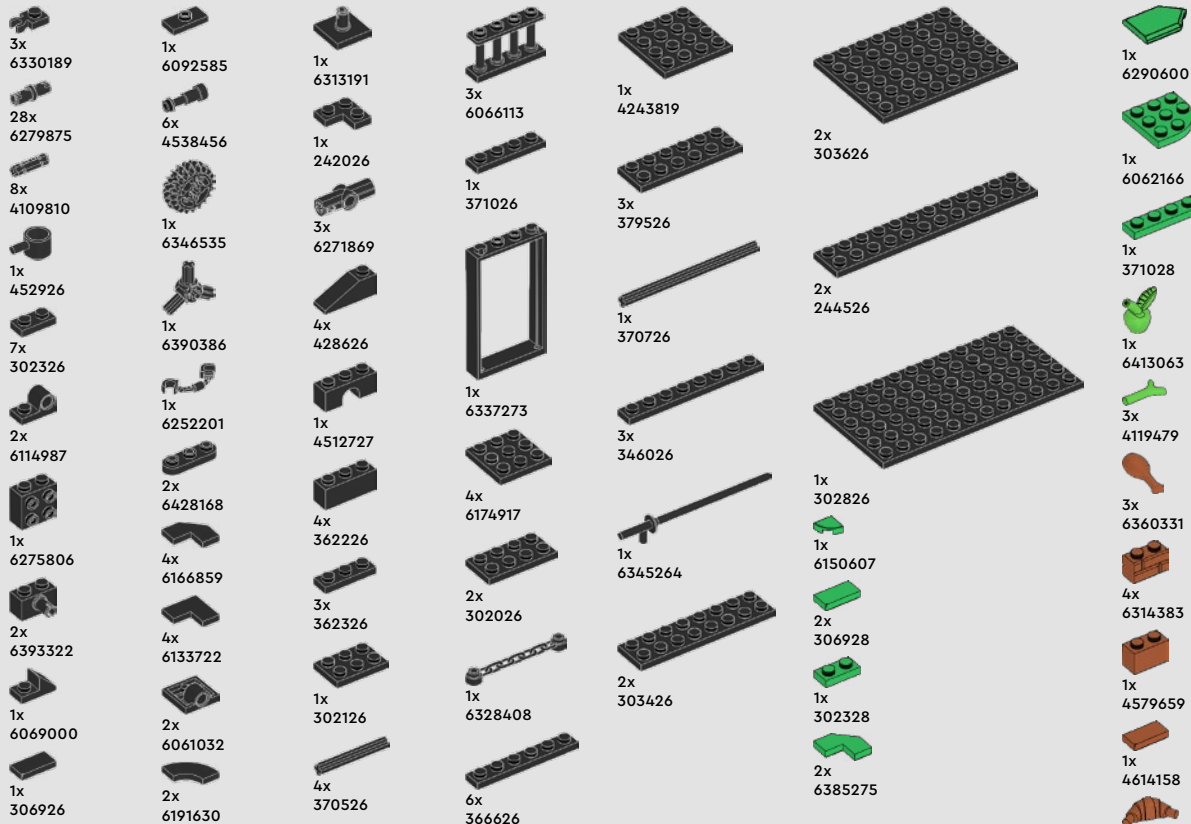 3x
6330189
28x
6279875
8x
4109810
1x
452926
7x
302326
2x
6114987
1x
6275806
2x
6393322
1x
6069000
1x
306926
1x
6092585
6x
4538456
1x
6346535
1x
6390386
1x
6252201
2x
6428168
4x
6166859
4x
6133722
2x
6061032
2x
6191630
1x
6313191
1x
242026
3x
6271869
4x
428626
1x
4512727
4x
362226
3x
362326
1x
302126
4x
370526
3x
6066113
1x
371026
1x
6337273
4x
6174917
2x
302026
1x
6328408
6x
366626
1x
4243819
3x
379526
1x
370726
3x
346026
1x
6345264
2x
303426
2x
303626
2x
244526
1x
302826
1x
6150607
2x
306928
1x
302328
2x
6385275
1x
6290600
1x
6062166
1x
371028
1x
6413063
3x
4119479
3x
6360331
4x
6314383
1x
4579659
1x
4614158